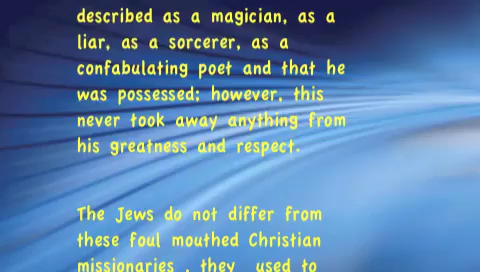 described as a magician, as a
liar, as a sorcerer, as a
confabulating poet and that he
was possessed; however, this
never took away anything from
his greatness and respect.
The Jews do not differ from
these foul mouthed Christian
missionaries , they used to